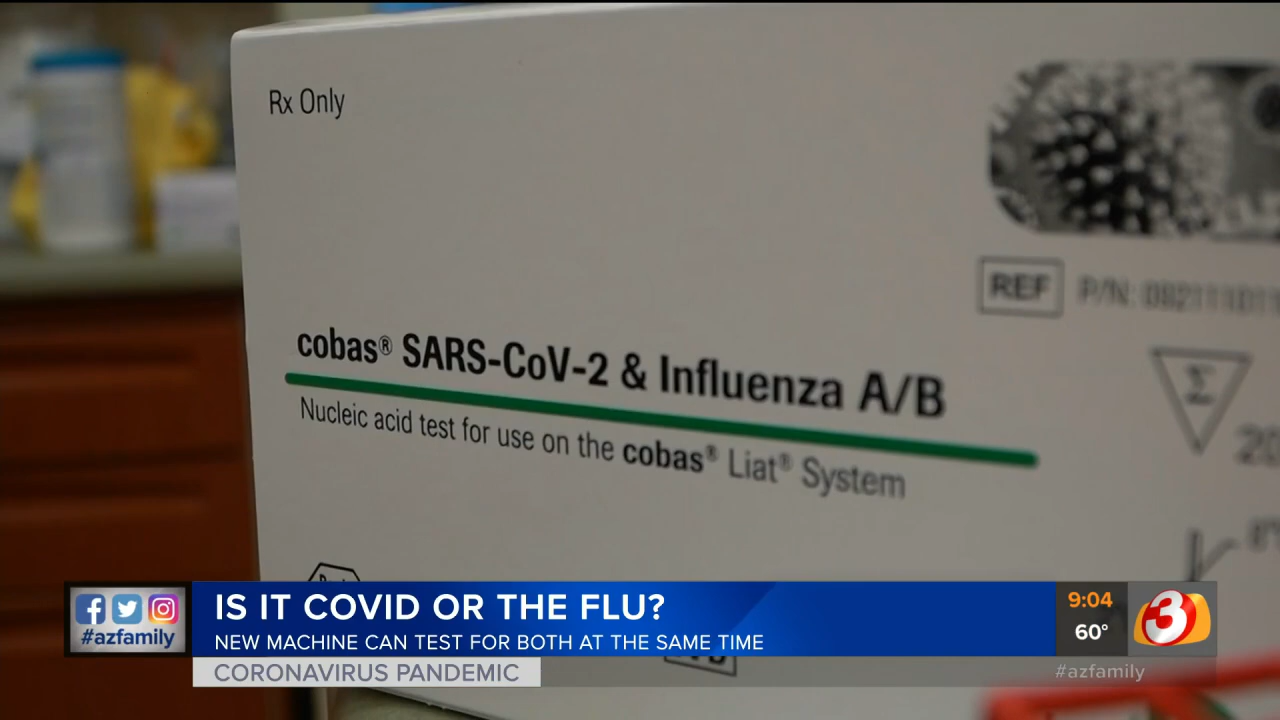 Rx Only
REF
cobas® SARS-CoV-2 & Influenza A/B
Nucleic acid test for use on the cobas® Liat® System
IS IT COVID OR THE FLU?
NEW MACHINE CAN TEST FOR BOTH AT THE SAME TIME
CORONAVIRUS PANDEMIC
#azfamily
9:04
60°
3
#azfamily